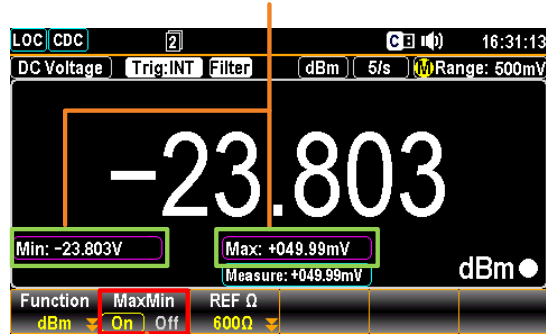 LOC CDC 2 C 16:31:13
DC Voltage Trig:INT Filter dBm 5/s M Range: 500mV
-23.803
Min: -23.803V Max: +049.99mV
Measure: +049.99mV dBm
Function MaxMin REF Ω
dBm On Off 600Ω